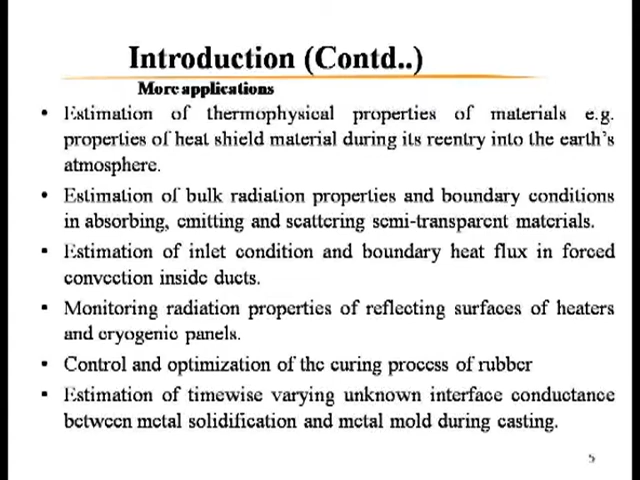 Introduction (Contd..)
More applications
• Estimation of thermophysical properties of materials e.g.
properties of heat shield material during its reentry into the earth's
atmosphere.
• Estimation of bulk radiation properties and boundary conditions
in absorbing, emitting and scattering semi-transparent materials.
• Estimation of inlet condition and boundary heat flux in forced
convection inside ducts.
• Monitoring radiation properties of reflecting surfaces of heaters
and cryogenic panels.
• Control and optimization of the curing process of rubber
• Estimation of timewise varying unknown interface conductance
between metal solidification and metal mold during casting.
5